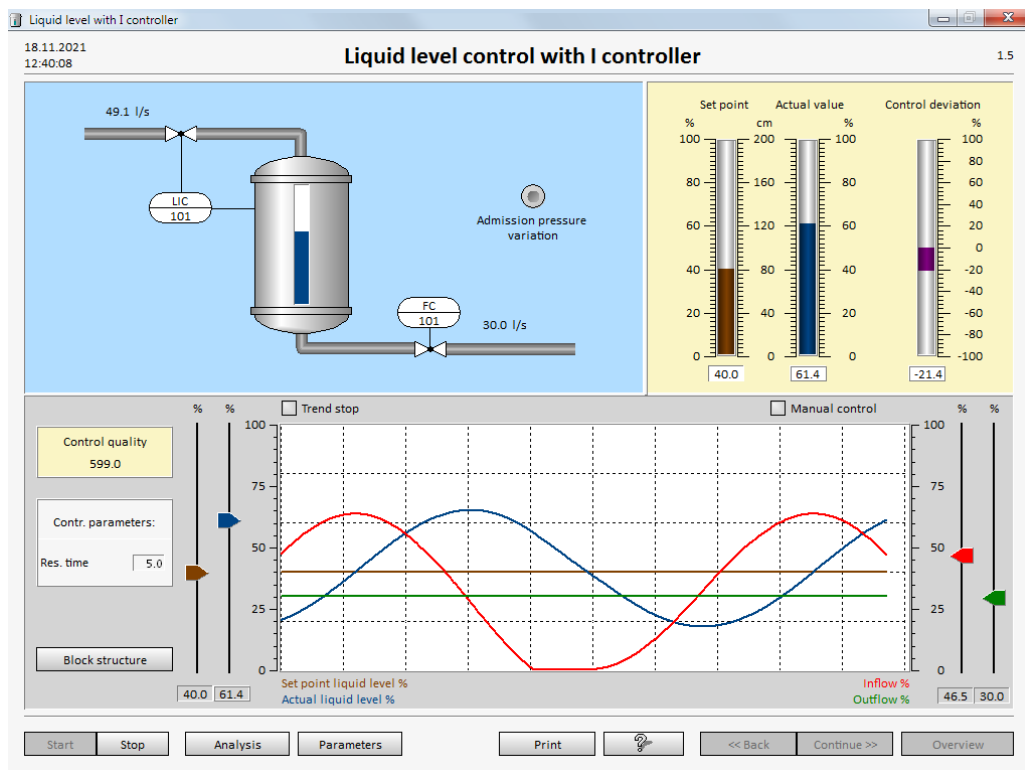 Liquid level with I controller
18.11.2021
12:40:08
Liquid level control with I controller
1.5
49.1 l/s
LIC
101
Admission pressure
variation
FC
101
30.0 l/s
Set point
Actual value
Control deviation
% cm % %
100 200 100 100
80
80 160 80 60
40
60 120 60 20
0
40 80 40 -20
-40
20 40 20 -60
-80
0 0 0 -100
40.0 61.4 -21.4
% % Trend stop Manual control % %
Control quality
599.0
Contr. parameters:
Res. time 5.0
Block structure
100 100
75 75
50 50
25 25
0 0
40.0 61.4
Set point liquid level % Inflow %
Actual liquid level % Outflow %
46.5 30.0
Start Stop Analysis Parameters Print << Back Continue >> Overview